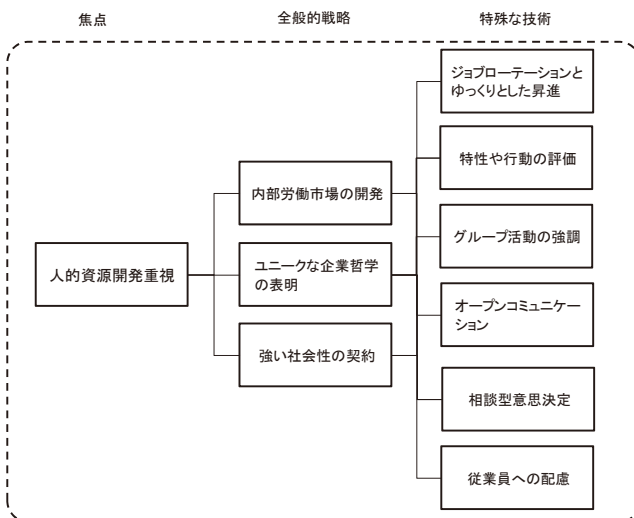 焦点
全般的戦略
特殊な技術
人的資源開発重視
内部労働市場の開発
ユニークな企業哲学
の表明
強い社会性の契約
ジョブローテーションと
ゆっくりとした昇進
特性や行動の評価
グループ活動の強調
オープンコミュニケー
ション
相談型意思決定
従業員への配慮